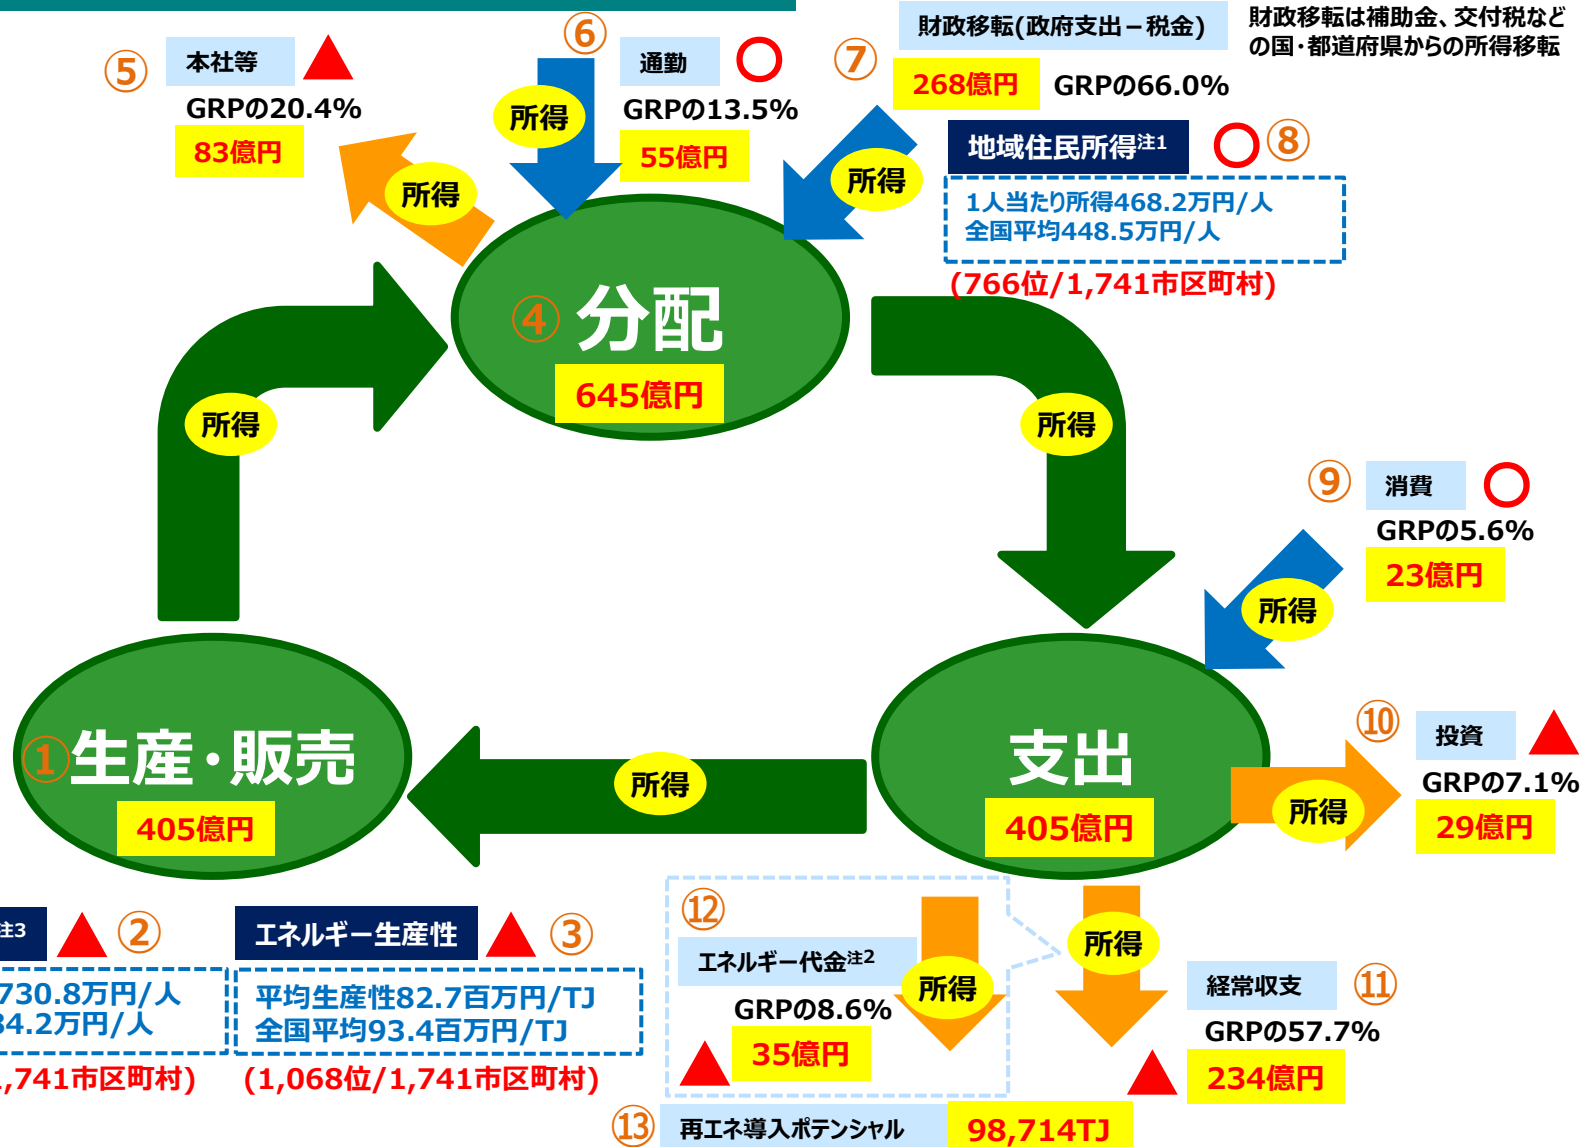 ⑤
本社等
GRPの20.4%
83億円
所得
⑥
所得
通勤
GRPの13.5%
55億円
⑦
財政移転(政府支出－税金)
財政移転は補助金、交付税など
の国・都道府県からの所得移転
268億円 GRPの66.0%
所得
地域住民所得注1
⑧
1人当たり所得468.2万円/人
全国平均448.5万円/人
(766位/1,741市区町村)
④ 分配
645億円
所得
所得
⑨
消費
GRPの5.6%
23億円
所得
①生産・販売
405億円
所得
支出
405億円
⑩
投資
GRPの7.1%
29億円
所得
注3
②
730.8万円/人
34.2万円/人
,741市区町村)
エネルギー生産性
③
平均生産性82.7百万円/TJ
全国平均93.4百万円/TJ
(1,068位/1,741市区町村)
⑫
エネルギー代金注2
GRPの8.6%
35億円
所得
所得
経常収支
⑪
GRPの57.7%
234億円
⑬
再エネ導入ポテンシャル
98,714TJ